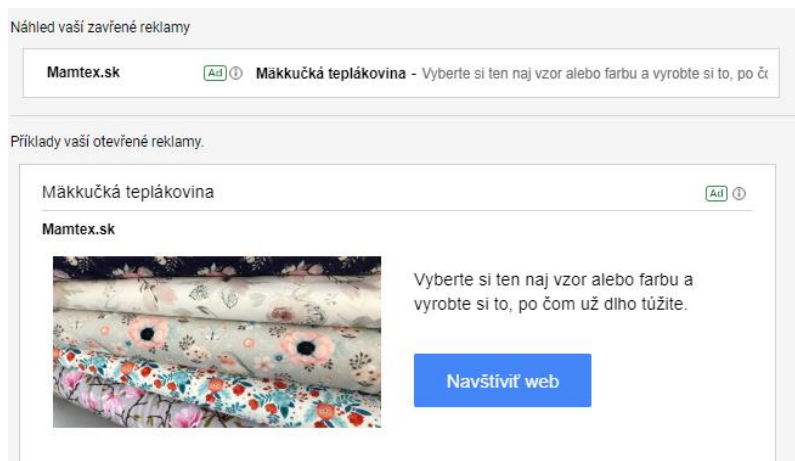 Náhled vaší zavřené reklamy
Mamtex.sk Ad Mäkkučká teplákovina - Vyberte si ten naj vzor alebo farbu a vyrobte si to, po čo
Příklady vaší otevřené reklamy.
Mäkkučká teplákovina Ad
Mamtex.sk
Vyberte si ten naj vzor alebo farbu a
vyrobte si to, po čom už dlho túžite.
Navštíviť web